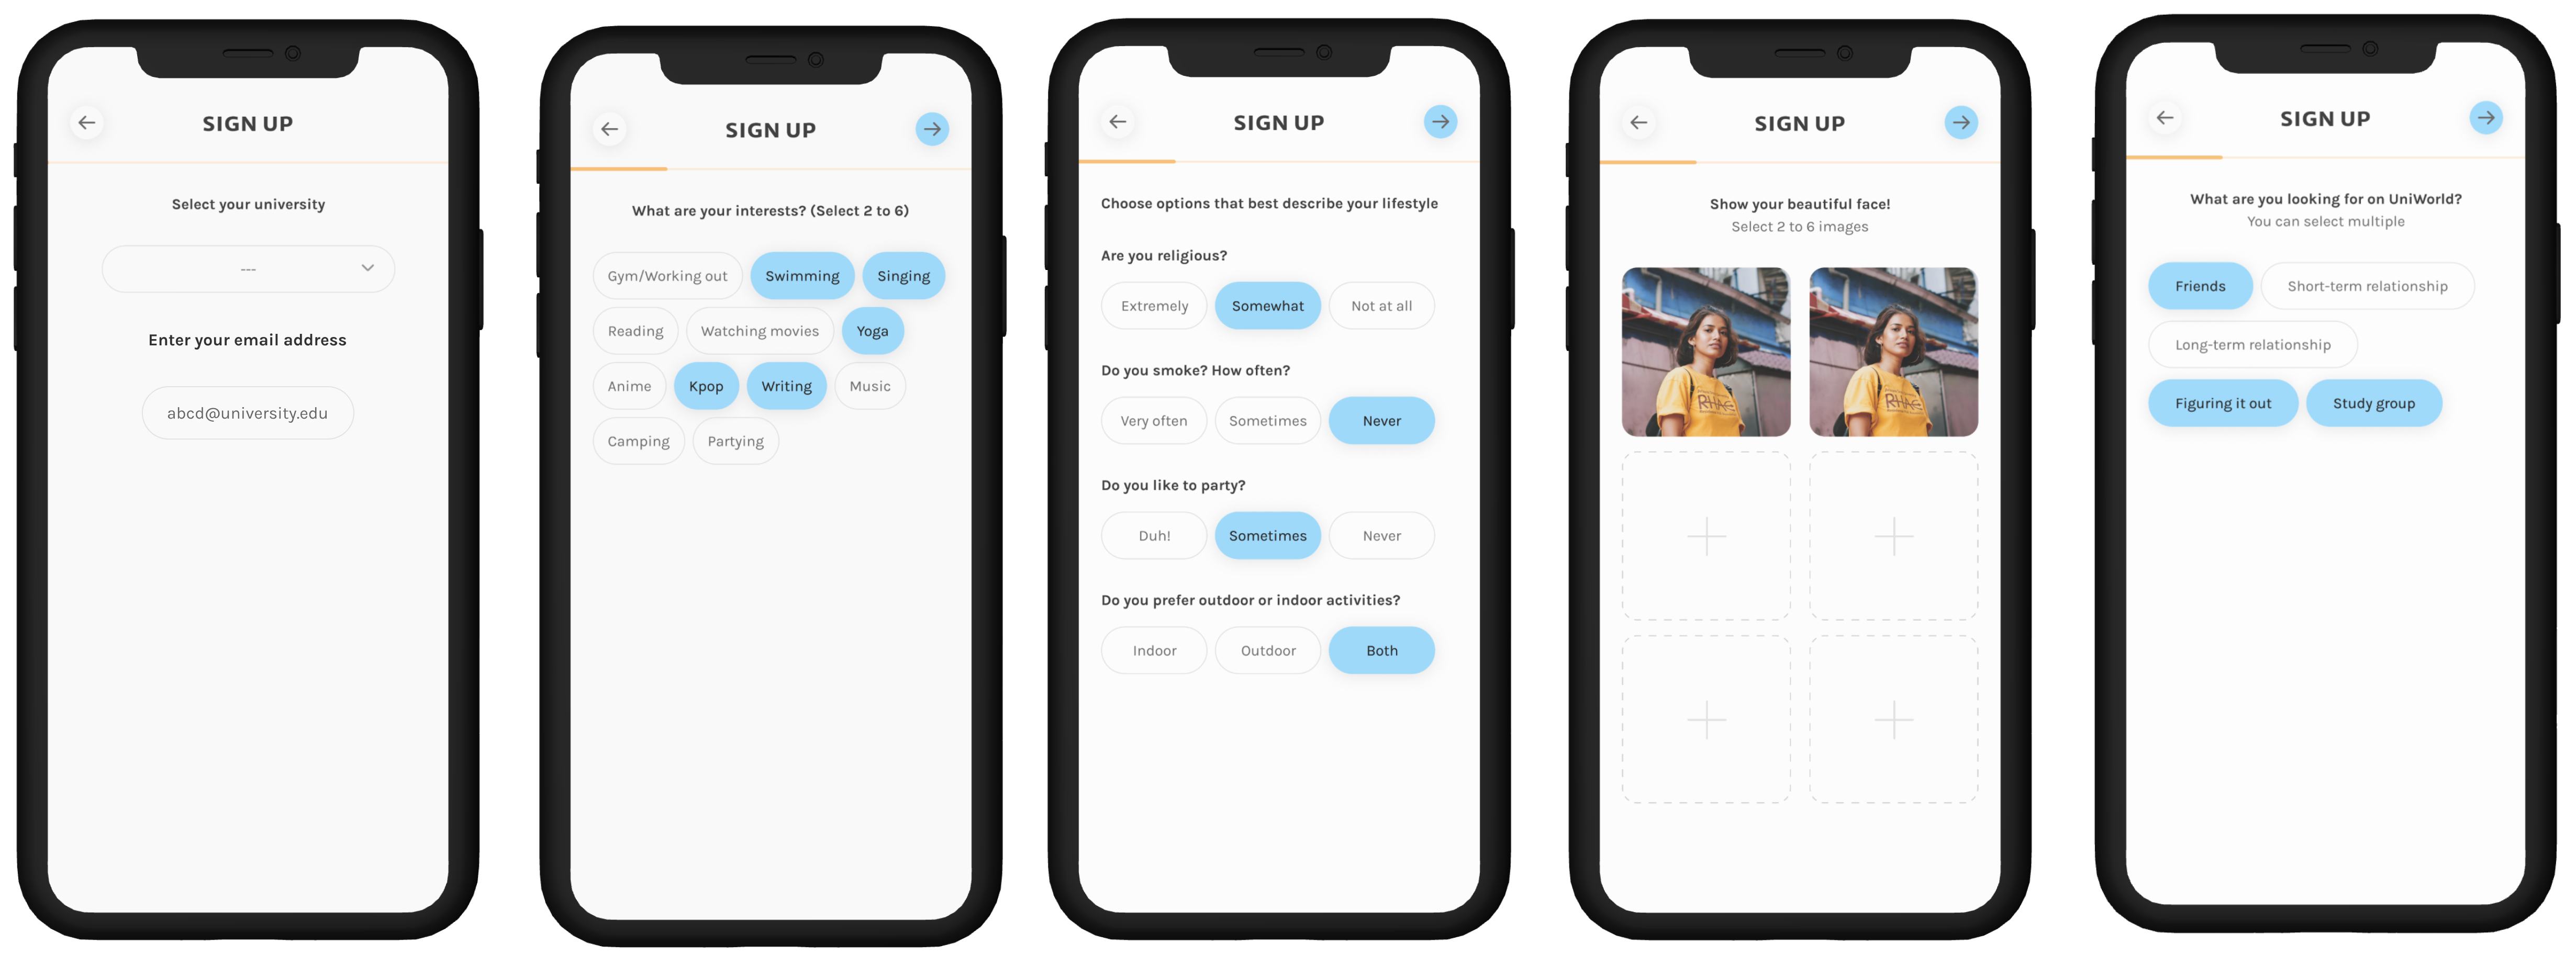 SIGN UP
Select your university
---
Enter your email address
abcd@university.edu
SIGN UP
What are your interests? (Select 2 to 6)
Gym/Working out Swimming Singing
Reading Watching movies Yoga
Anime Kpop Writing Music
Camping Partying
SIGN UP
Choose options that best describe your lifestyle
Are you religious?
Extremely Somewhat Not at all
Do you smoke? How often?
Very often Sometimes Never
Do you like to party?
Duh! Sometimes Never
Do you prefer outdoor or indoor activities?
Indoor Outdoor Both
SIGN UP
Show your beautiful face!
Select 2 to 6 images
RHAE RHAE
SIGN UP
What are you looking for on UniWorld?
You can select multiple
Friends Short-term relationship
Long-term relationship
Figuring it out Study group